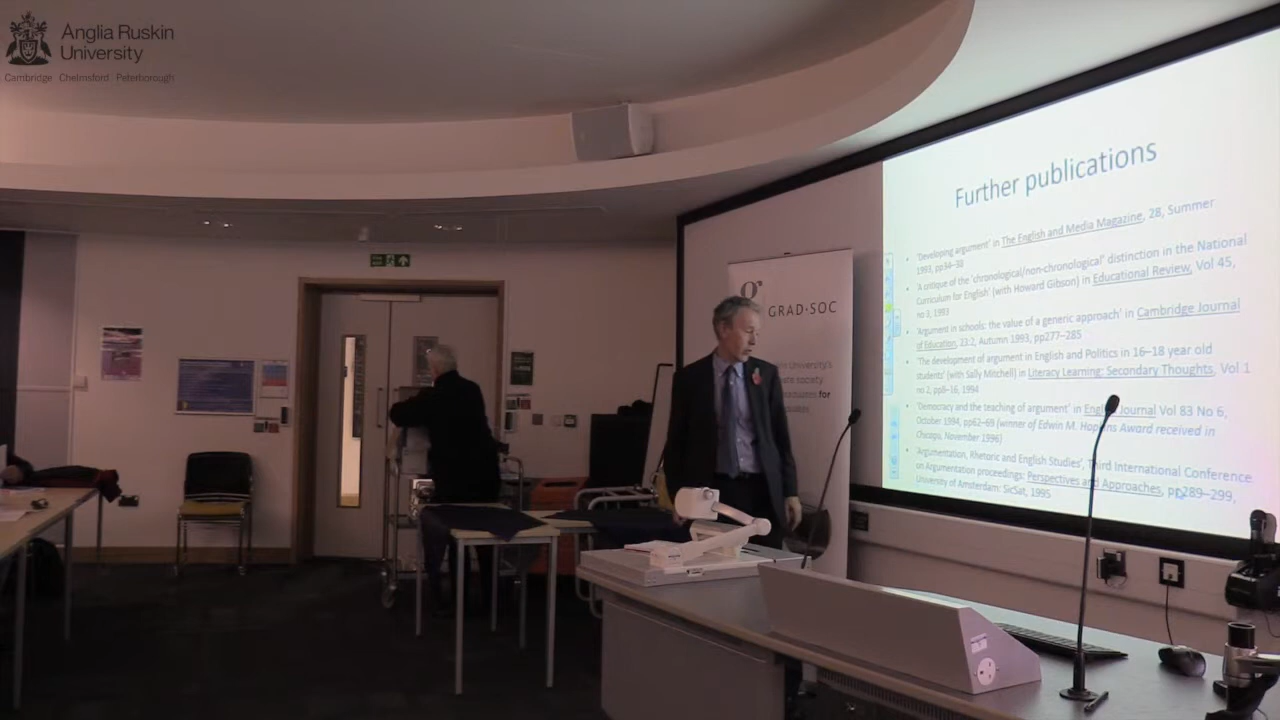 Anglia Ruskin
University
Cambridge Chelmsford Peterborough
g
GRAD•SOC
University's
society
for
Further publications
• 'Developing argument' in The English and Media Magazine, 28, Summer
1993, pp34–38
• 'A critique of the 'chronological/non-chronological' distinction in the National
Curriculum for English' (with Howard Gibson) in Educational Review, Vol 45,
no 3, 1993
• 'Argument in schools: the value of a generic approach' in Cambridge Journal
of Education, 23:2, Autumn 1993, pp277–285
• 'The development of argument in English and Politics in 16–18 year old
students' (with Sally Mitchell) in Literacy Learning: Secondary Thoughts, Vol 1
no 2, pp8–16, 1994
• 'Democracy and the teaching of argument' in English Journal Vol 83 No 6,
October 1994, pp62–69 (winner of Edwin M. Hopkins Award received in
Chicago, November 1996)
• 'Argumentation, Rhetoric and English Studies', Third International Conference
on Argumentation proceedings: Perspectives and Approaches, pp289–299,
University of Amsterdam: SicSat, 1995